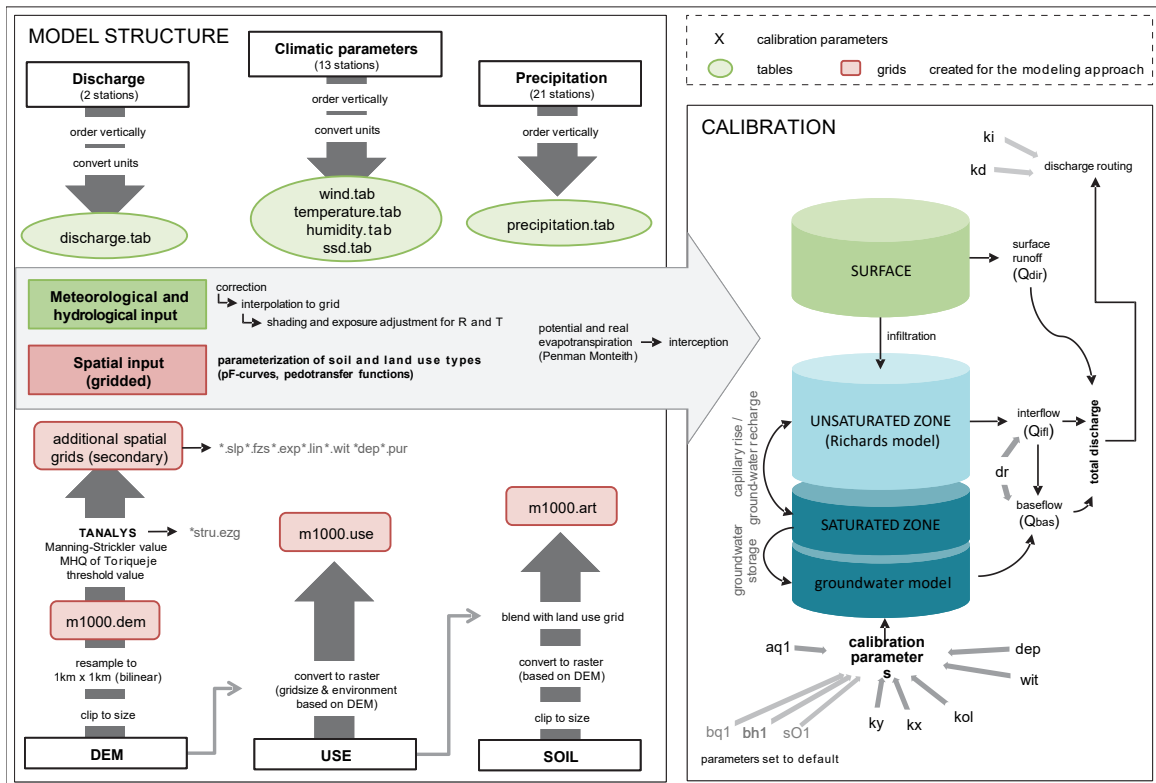 MODEL STRUCTURE
Discharge
(2 stations)
order vertically
convert units
discharge.tab
Climatic parameters
(13 stations)
order vertically
convert units
wind.tab
temperature.tab
humidity.tab
ssd.tab
Precipitation
(21 stations)
order vertically
precipitation.tab
X calibration parameters
tables
grids
created for the modeling approach
Meteorological and
hydrological input
correction
interpolation to grid
shading and exposure adjustment for R and T
Spatial input
(gridded)
parameterization of soil and land use types
(pF-curves, pedotransfer functions)
potential and real
evapotranspiration
(Penman Monteith)
interception
additional spatial
grids (secondary)
*.slp*.fzs*.exp*.lin*.wit *dep*.pur
TANALYS
*stru.ezg
Manning-Strickler value
MHQ of Toriqueje
threshold value
m1000.dem
resample to
1km x 1km (bilinear)
clip to size
DEM
m1000.use
convert to raster
(gridsize & environment
based on DEM)
USE
m1000.art
blend with land use grid
convert to raster
(based on DEM)
clip to size
SOIL
CALIBRATION
ki
kd
discharge routing
SURFACE
surface
runoff
(Qdir)
infiltration
UNSATURATED ZONE
(Richards model)
interflow
(Qifl)
total discharge
capillary rise /
ground-water recharge
dr
SATURATED ZONE
baseflow
(Qbas)
groundwater
storage
groundwater model
calibration
parameter
s
aq1
dep
wit
kol
kx
ky
bq1
bh1
sO1
parameters set to default